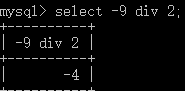 mysql> select -9 div 2;
+----------+
| -9 div 2 |
+----------+
|       -4 |
+----------+